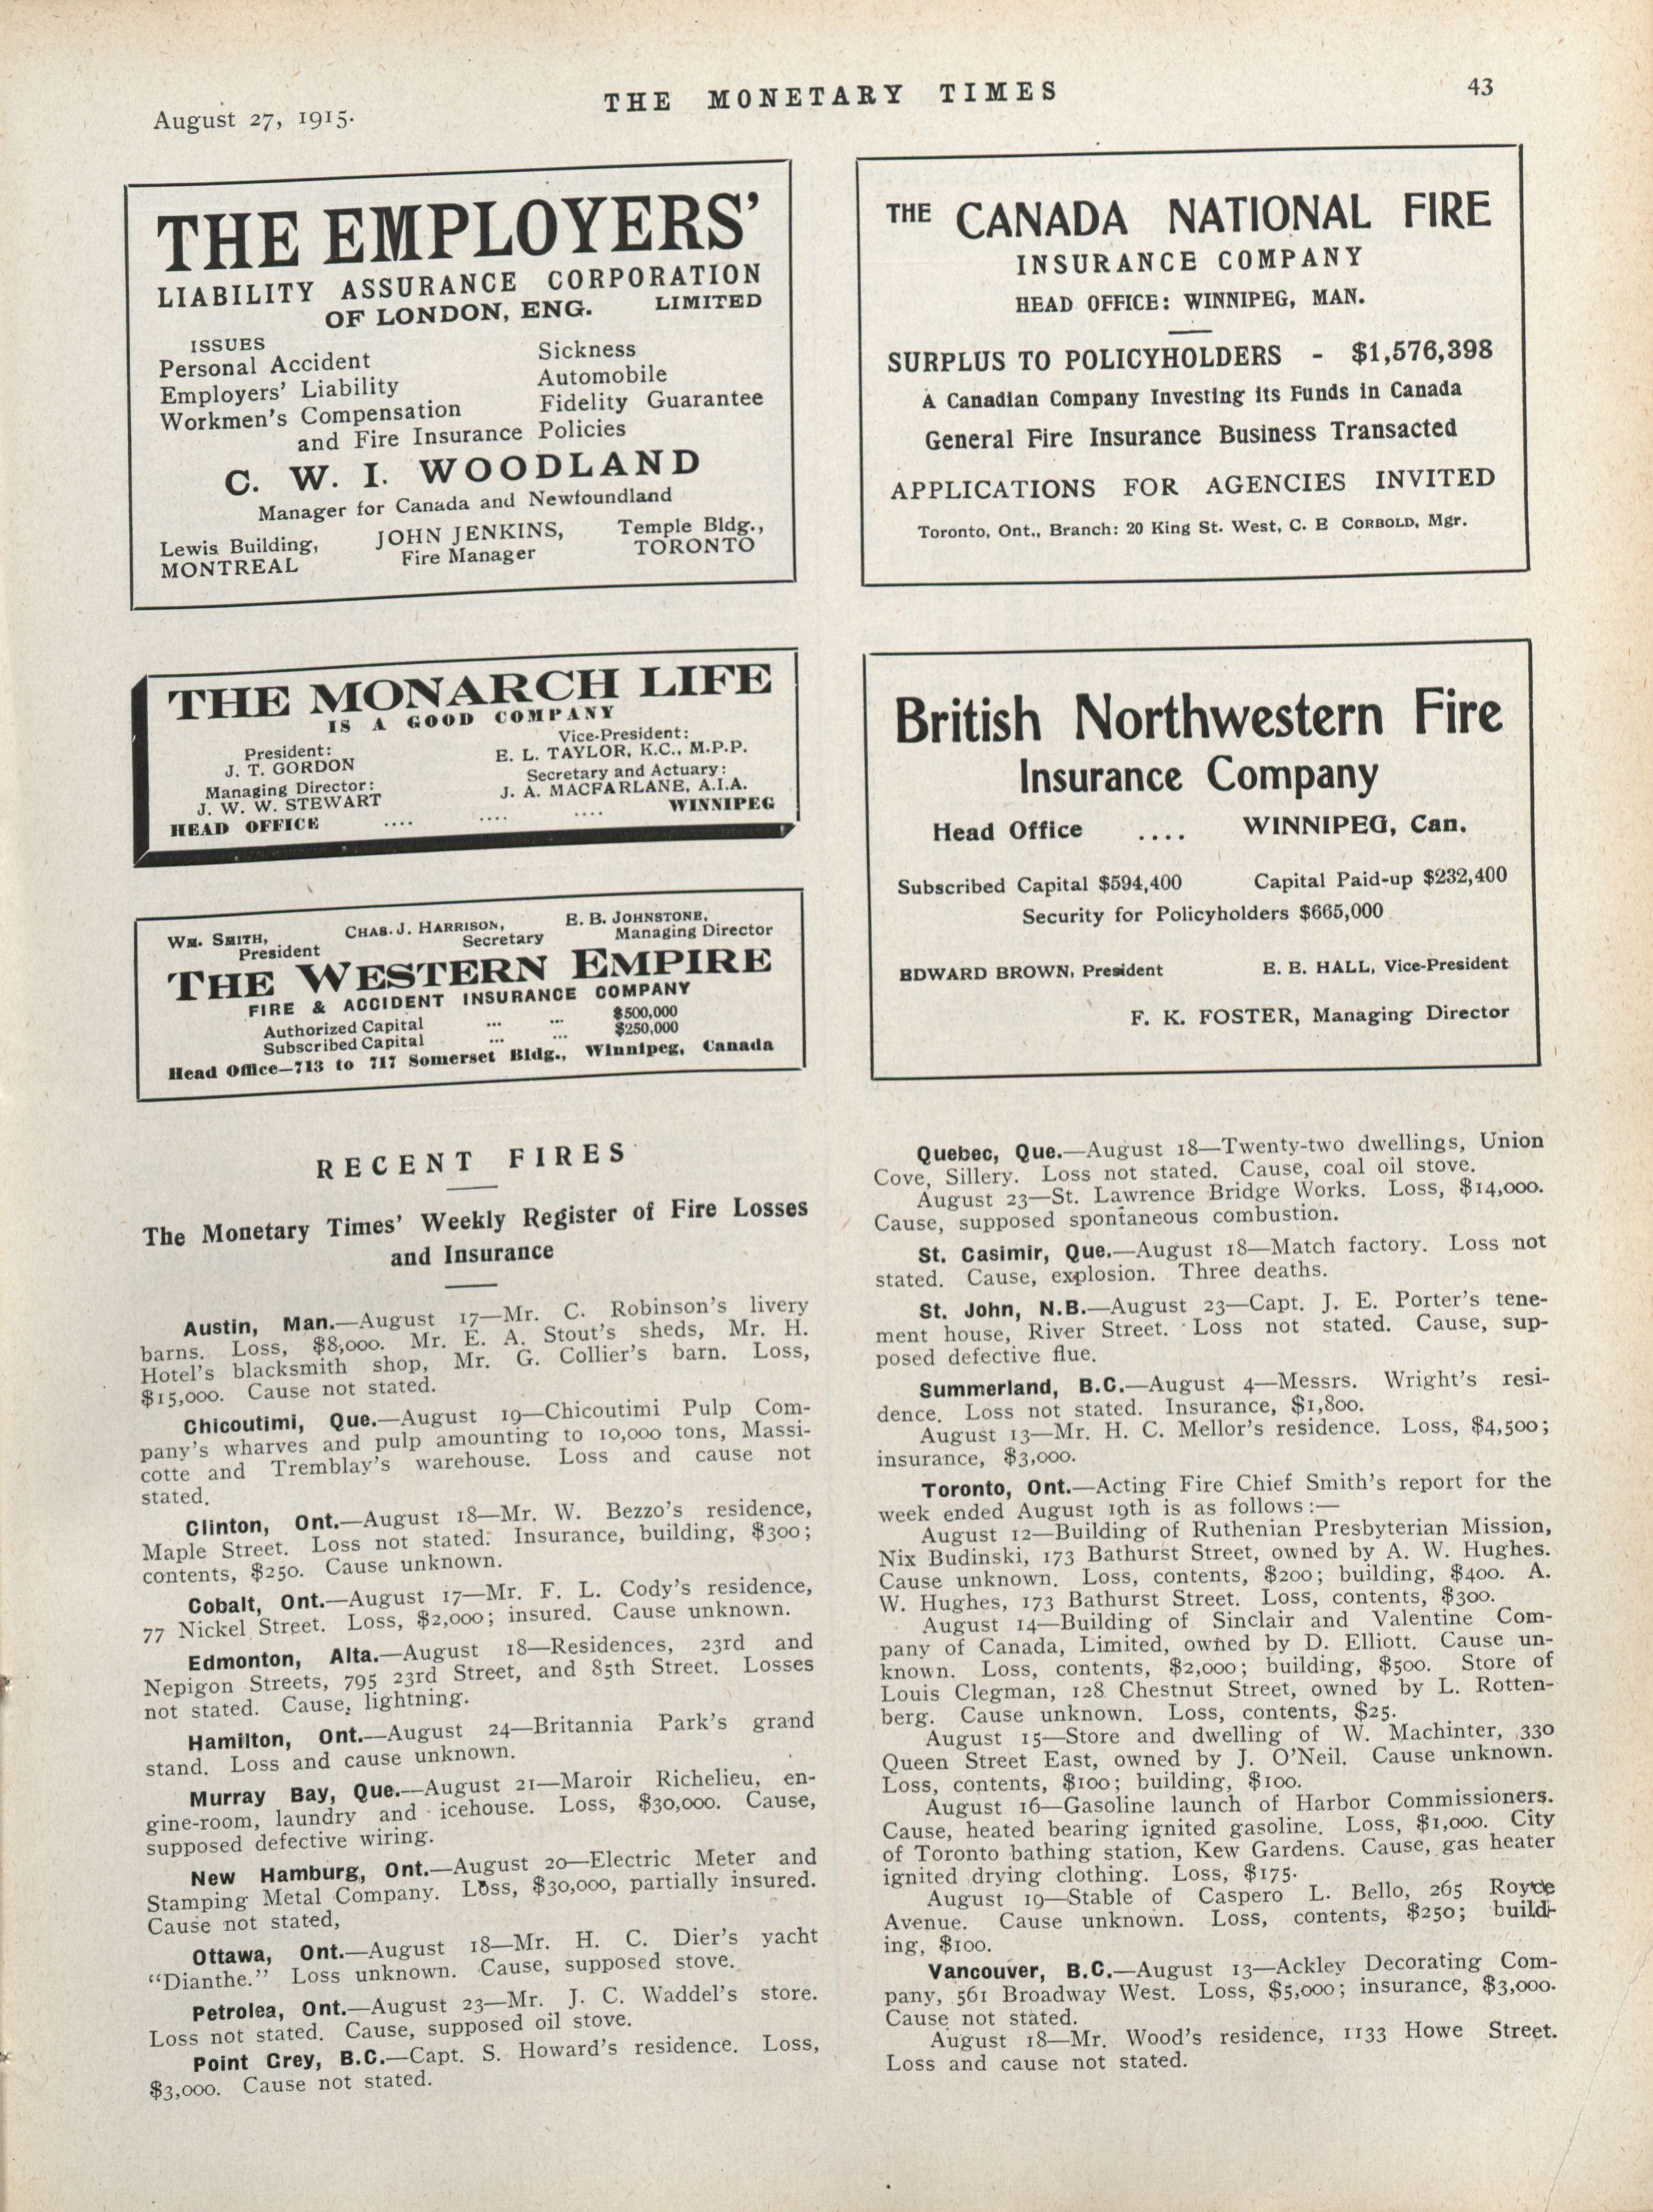 August 27, 1915.
THE MONETARY TIMES
43
THE EMPLOYERS'
LIABILITY ASSURANCE CORPORATION
OF LONDON, ENG. LIMITED
ISSUES
Personal Accident Sickness
Employers' Liability Automobile
Workmen's Compensation Fidelity Guarantee
and Fire Insurance Policies
C. W. I. WOODLAND
Manager for Canada and Newfoundland
Lewis Building, JOHN JENKINS, Temple Bldg.,
MONTREAL Fire Manager TORONTO
THE CANADA NATIONAL FIRE
INSURANCE COMPANY
HEAD OFFICE: WINNIPEG, MAN.
SURPLUS TO POLICYHOLDERS - $1,576,398
A Canadian Company Investing its Funds in Canada
General Fire Insurance Business Transacted
APPLICATIONS FOR AGENCIES INVITED
Toronto, Ont., Branch: 20 King St. West, C. E CORBOLD, Mgr.
THE MONARCH LIFE
IS A GOOD COMPANY
President: Vice-President:
J. T. GORDON E. L. TAYLOR, K.C., M.P.P.
Managing Director: Secretary and Actuary:
J. W. W. STEWART J. A. MACFARLANE, A.I.A.
HEAD OFFICE .... .... .... WINNIPEG
British Northwestern Fire
Insurance Company
Head Office .... WINNIPEG, Can.
Subscribed Capital $594,400 Capital Paid-up $232,400
Security for Policyholders $665,000
EDWARD BROWN, President E. E. HALL, Vice-President
F. K. FOSTER, Managing Director
WM. SMITH, CHAS. J. HARRISON, E. B. JOHNSTONE,
President Secretary Managing Director
THE WESTERN EMPIRE
FIRE & ACCIDENT INSURANCE COMPANY
Authorized Capital ... ... $500,000
Subscribed Capital ... ... $250,000
Head Office—713 to 717 Somerset Bldg., Winnipeg, Canada
RECENT FIRES
The Monetary Times' Weekly Register of Fire Losses
and Insurance
Austin, Man.—August 17—Mr. C. Robinson's livery
barns. Loss, $8,000. Mr. E. A. Stout's sheds, Mr. H.
Hotel's blacksmith shop, Mr. G. Collier's barn. Loss,
$15,000. Cause not stated.
Chicoutimi, Que.—August 19—Chicoutimi Pulp Com-
pany's wharves and pulp amounting to 10,000 tons, Massi-
cotte and Tremblay's warehouse. Loss and cause not
stated.
Clinton, Ont.—August 18—Mr. W. Bezzo's residence,
Maple Street. Loss not stated. Insurance, building, $300;
contents, $250. Cause unknown.
Cobalt, Ont.—August 17—Mr. F. L. Cody's residence,
77 Nickel Street. Loss, $2,000; insured. Cause unknown.
Edmonton, Alta.—August 18—Residences, 23rd and
Nepigon Streets, 795 23rd Street, and 85th Street. Losses
not stated. Cause, lightning.
Hamilton, Ont.—August 24—Britannia Park's grand
stand. Loss and cause unknown.
Murray Bay, Que.—August 21—Maroir Richelieu, en-
gine-room, laundry and icehouse. Loss, $30,000. Cause,
supposed defective wiring.
New Hamburg, Ont.—August 20—Electric Meter and
Stamping Metal Company. Loss, $30,000, partially insured.
Cause not stated,
Ottawa, Ont.—August 18—Mr. H. C. Dier's yacht
"Dianthe." Loss unknown. Cause, supposed stove.
Petrolea, Ont.—August 23—Mr. J. C. Waddel's store.
Loss not stated. Cause, supposed oil stove.
Point Grey, B.C.—Capt. S. Howard's residence. Loss,
$3,000. Cause not stated.
Quebec, Que.—August 18—Twenty-two dwellings, Union
Cove, Sillery. Loss not stated. Cause, coal oil stove.
August 23—St. Lawrence Bridge Works. Loss, $14,000.
Cause, supposed spontaneous combustion.
St. Casimir, Que.—August 18—Match factory. Loss not
stated. Cause, explosion. Three deaths.
St. John, N.B.—August 23—Capt. J. E. Porter's tene-
ment house, River Street. Loss not stated. Cause, sup-
posed defective flue.
Summerland, B.C.—August 4—Messrs. Wright's resi-
dence. Loss not stated. Insurance, $1,800.
August 13—Mr. H. C. Mellor's residence. Loss, $4,500;
insurance, $3,000.
Toronto, Ont.—Acting Fire Chief Smith's report for the
week ended August 19th is as follows:—
August 12—Building of Ruthenian Presbyterian Mission,
Nix Budinski, 173 Bathurst Street, owned by A. W. Hughes.
Cause unknown. Loss, contents, $200; building, $400. A.
W. Hughes, 173 Bathurst Street. Loss, contents, $300.
August 14—Building of Sinclair and Valentine Com-
pany of Canada, Limited, owned by D. Elliott. Cause un-
known. Loss, contents, $2,000; building, $500. Store of
Louis Clegman, 128 Chestnut Street, owned by L. Rotten-
berg. Cause unknown. Loss, contents, $25.
August 15—Store and dwelling of W. Machinter, 330
Queen Street East, owned by J. O'Neil. Cause unknown.
Loss, contents, $100; building, $100.
August 16—Gasoline launch of Harbor Commissioners.
Cause, heated bearing ignited gasoline. Loss, $1,000. City
of Toronto bathing station, Kew Gardens. Cause, gas heater
ignited drying clothing. Loss, $175.
August 19—Stable of Caspero L. Bello, 265 Royce
Avenue. Cause unknown. Loss, contents, $250; build-
ing, $100.
Vancouver, B.C.—August 13—Ackley Decorating Com-
pany, 561 Broadway West. Loss, $5,000; insurance, $3,000.
Cause not stated.
August 18—Mr. Wood's residence, 1133 Howe Street.
Loss and cause not stated.